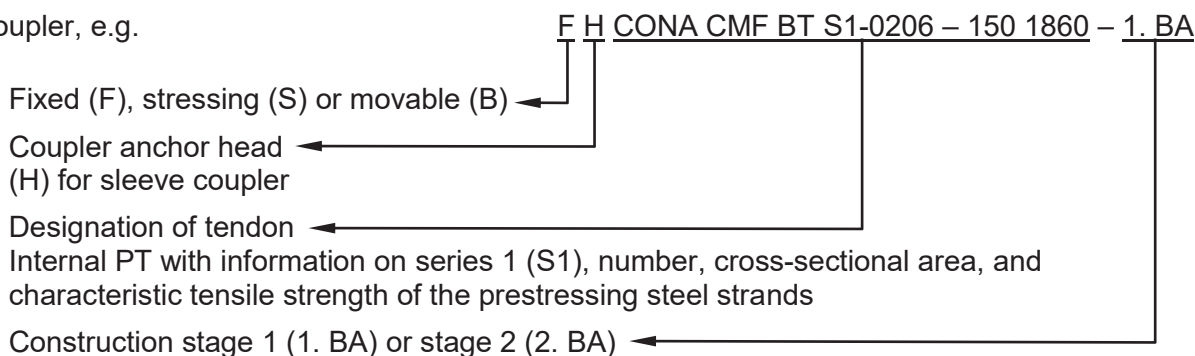 oupler, e.g. F H CONA CMF BT S1-0206 – 150 1860 – 1. BA
Fixed (F), stressing (S) or movable (B)
Coupler anchor head
(H) for sleeve coupler
Designation of tendon
Internal PT with information on series 1 (S1), number, cross-sectional area, and
characteristic tensile strength of the prestressing steel strands
Construction stage 1 (1. BA) or stage 2 (2. BA)